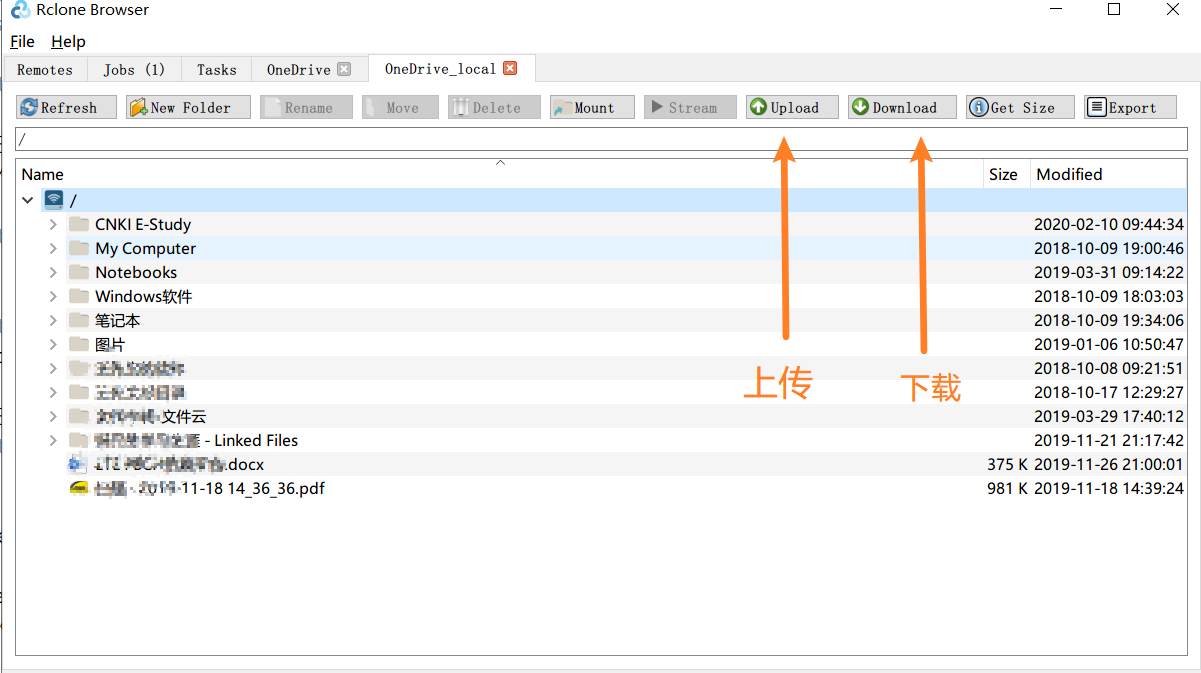 Rclone Browser
File Help
Remotes Jobs (1) Tasks OneDrive OneDrive_local
Refresh New Folder Rename Move Delete Mount Stream Upload Download Get Size Export
/
Name Size Modified
/
CNKI E-Study 2020-02-10 09:44:34
My Computer 2018-10-09 19:00:46
Notebooks 2019-03-31 09:14:22
Windows软件 2018-10-09 18:03:03
笔记本 2018-10-09 19:34:06
图片 2019-01-06 10:50:47
2018-10-08 09:21:51
上传 下载
2018-10-17 12:29:27
文件云 2019-03-29 17:40:12
- Linked Files 2019-11-21 21:17:42
.docx 375 K 2019-11-26 21:00:01
11-18 14_36_36.pdf 981 K 2019-11-18 14:39:24